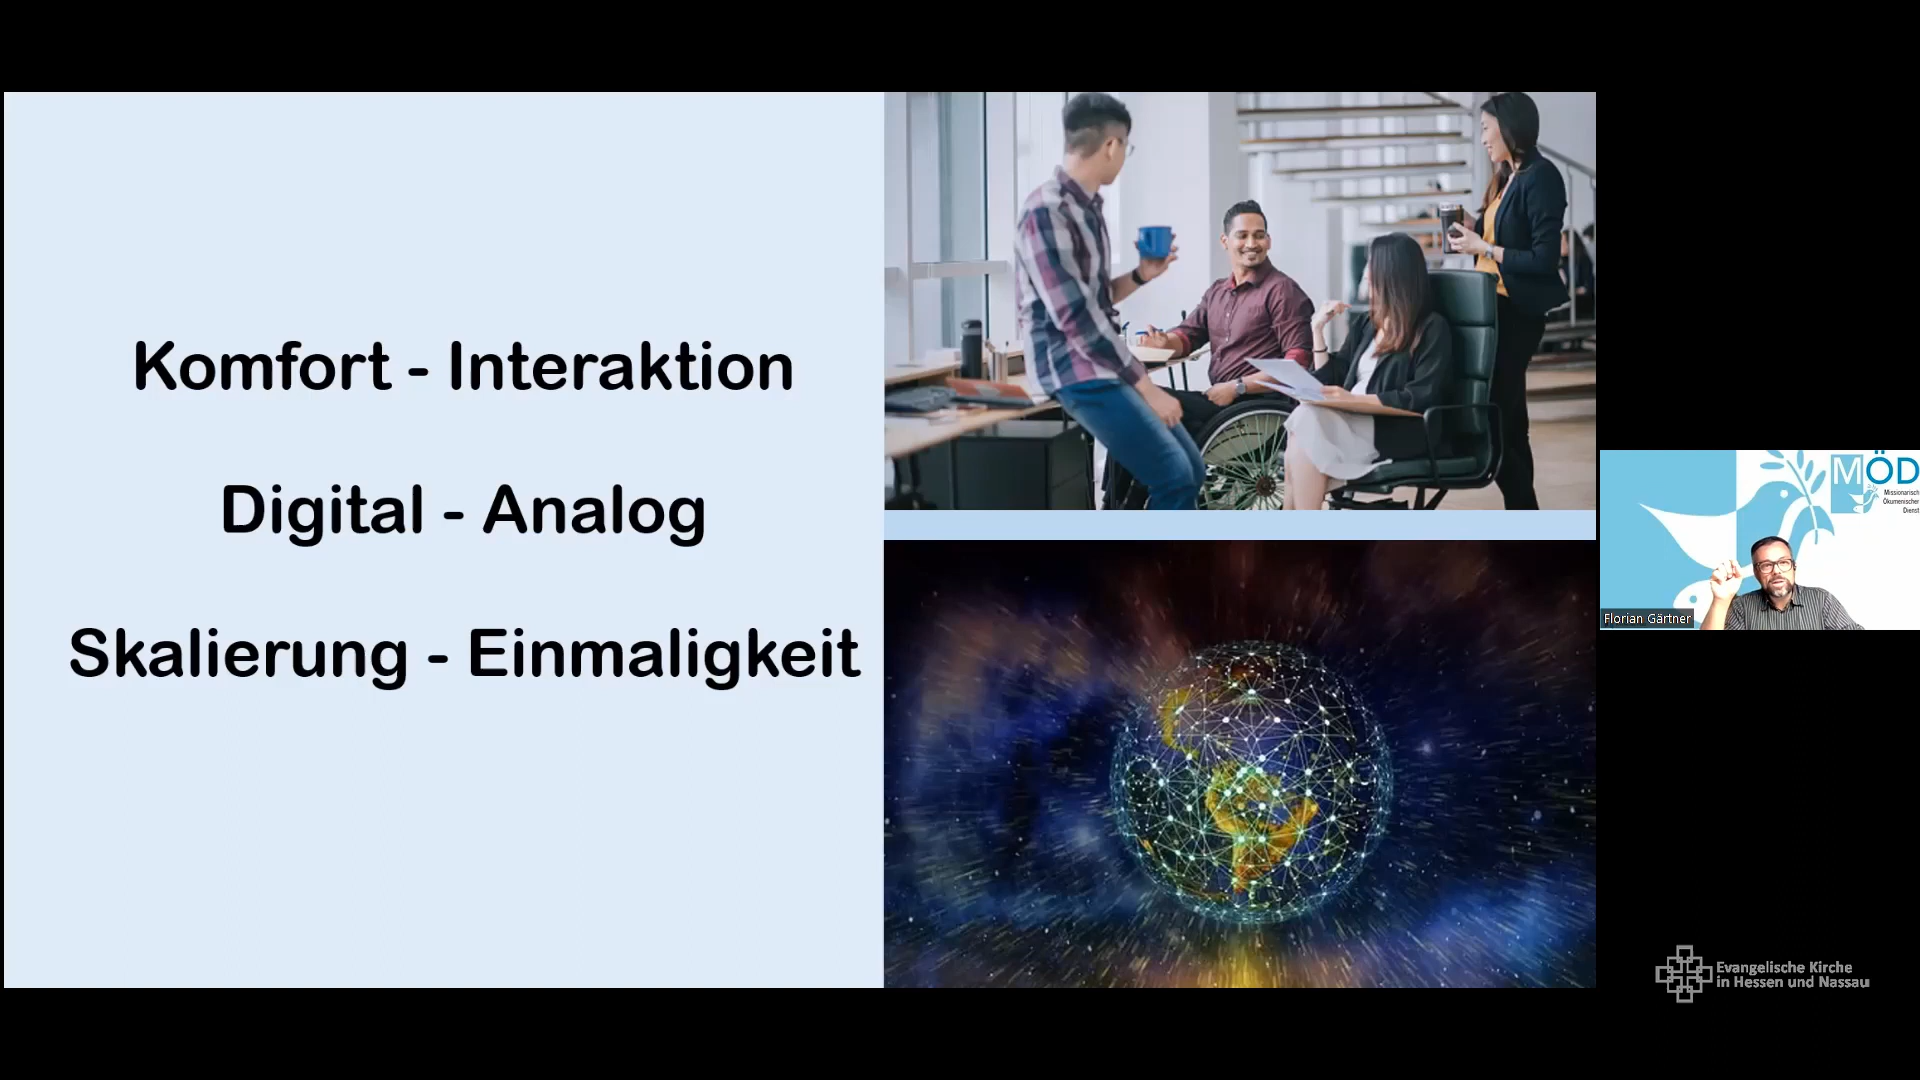 Komfort - Interaktion
Digital - Analog
Skalierung - Einmaligkeit
MÖD
Missionarisch
Ökumenischer
Dienst
Florian Gärtner
Evangelische Kirche
in Hessen und Nassau